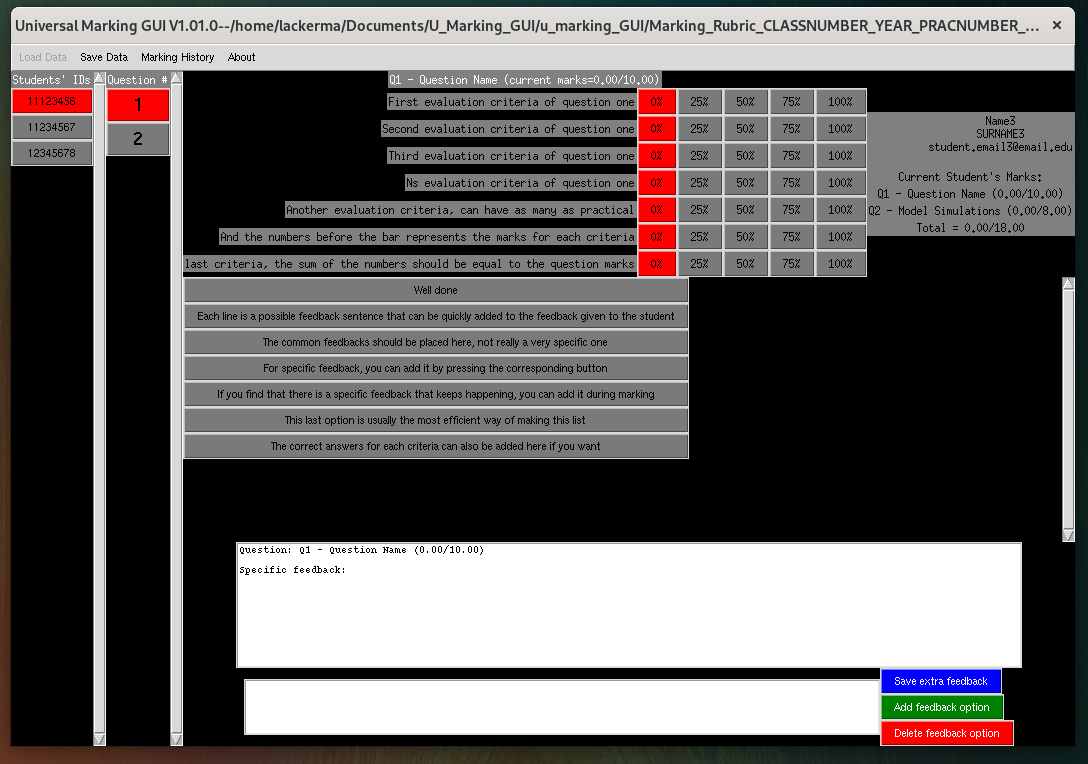 Universal Marking GUI V1.01.0--/home/lackerma/Documents/U_Marking_GUI/u_marking_GUI/Marking_Rubric_CLASSNUMBER_YEAR_PRACNUMBER_...
Load Data Save Data Marking History About
Students' IDs
11123456
11234567
12345678
Question #
1
2
Q1 - Question Name (current marks=0.00/10.00)
First evaluation criteria of question one 0% 25% 50% 75% 100%
Second evaluation criteria of question one 0% 25% 50% 75% 100%
Third evaluation criteria of question one 0% 25% 50% 75% 100%
Ns evaluation criteria of question one 0% 25% 50% 75% 100%
Another evaluation criteria, can have as many as practical 0% 25% 50% 75% 100%
And the numbers before the bar represents the marks for each criteria 0% 25% 50% 75% 100%
last criteria, the sum of the numbers should be equal to the question marks 0% 25% 50% 75% 100%
Name3
SURNAME3
student.email3@email.edu
Current Student's Marks:
Q1 - Question Name (0.00/10.00)
Q2 - Model Simulations (0.00/8.00)
Total = 0.00/18.00
Well done
Each line is a possible feedback sentence that can be quickly added to the feedback given to the student
The common feedbacks should be placed here, not really a very specific one
For specific feedback, you can add it by pressing the corresponding button
If you find that there is a specific feedback that keeps happening, you can add it during marking
This last option is usually the most efficient way of making this list
The correct answers for each criteria can also be added here if you want
Question: Q1 - Question Name (0.00/10.00)
Specific feedback:
Save extra feedback
Add feedback option
Delete feedback option